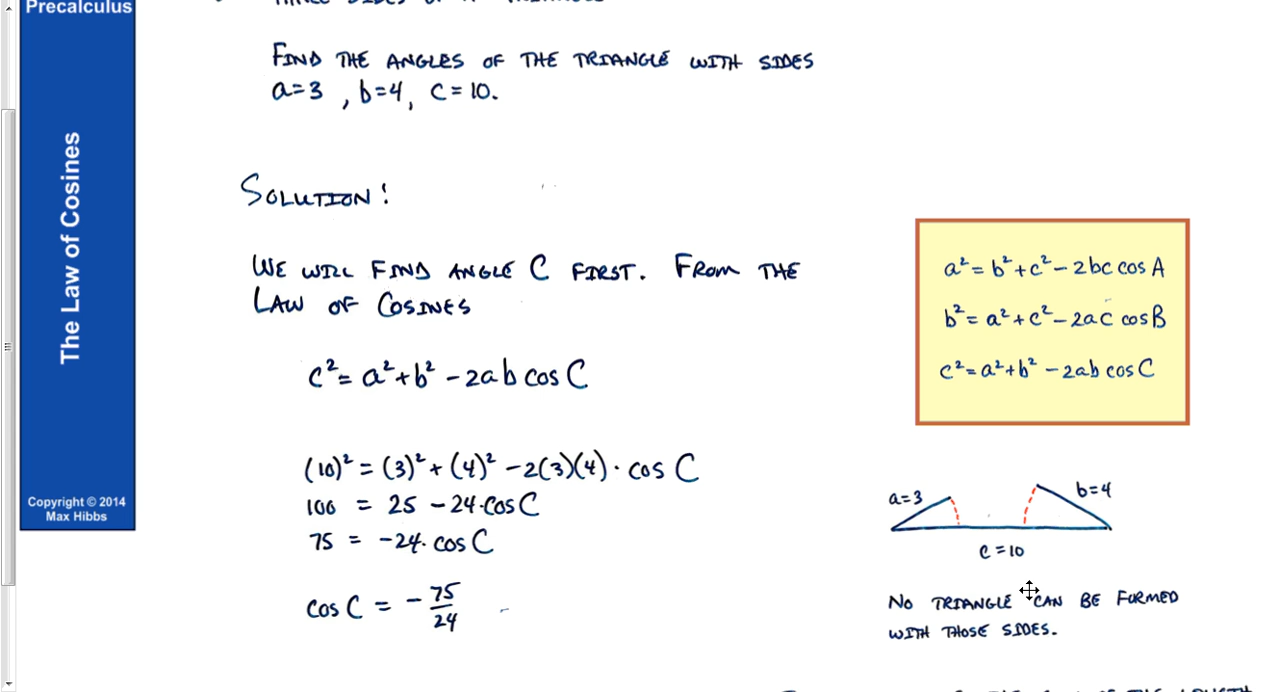 Precalculus
The Law of Cosines
Copyright © 2014
Max Hibbs
FIND THE ANGLES OF THE TRIANGLE WITH SIDES
a=3 , b=4, c=10.
SOLUTION:
WE WILL FIND ANGLE C FIRST. FROM THE
LAW OF COSINES
c² = a²+b² - 2ab cos C
(10)² = (3)² + (4)² - 2(3)(4) · cos C
100 = 25 - 24·cos C
75 = -24· cos C
cos C = - 75/24
a² = b² + c² - 2bc cos A
b² = a² + c² - 2ac cos B
c² = a² + b² - 2ab cos C
a=3
b=4
c=10
NO TRIANGLE CAN BE FORMED
WITH THOSE SIDES.